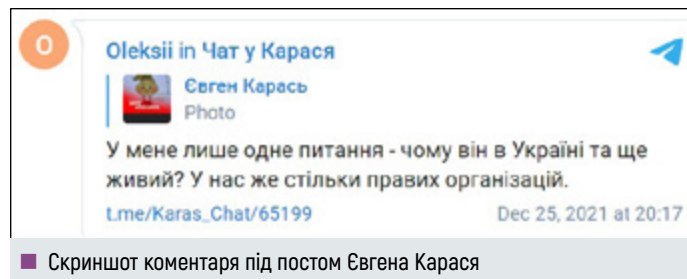 O
Oleksii in Чат у Карася
Євген Карась
Photo
У мене лише одне питання - чому він в Україні та ще
живий? У нас же стільки правих організацій.
t.me/Karas_Chat/65199
Dec 25, 2021 at 20:17
Скриншот коментаря під постом Євгена Карася